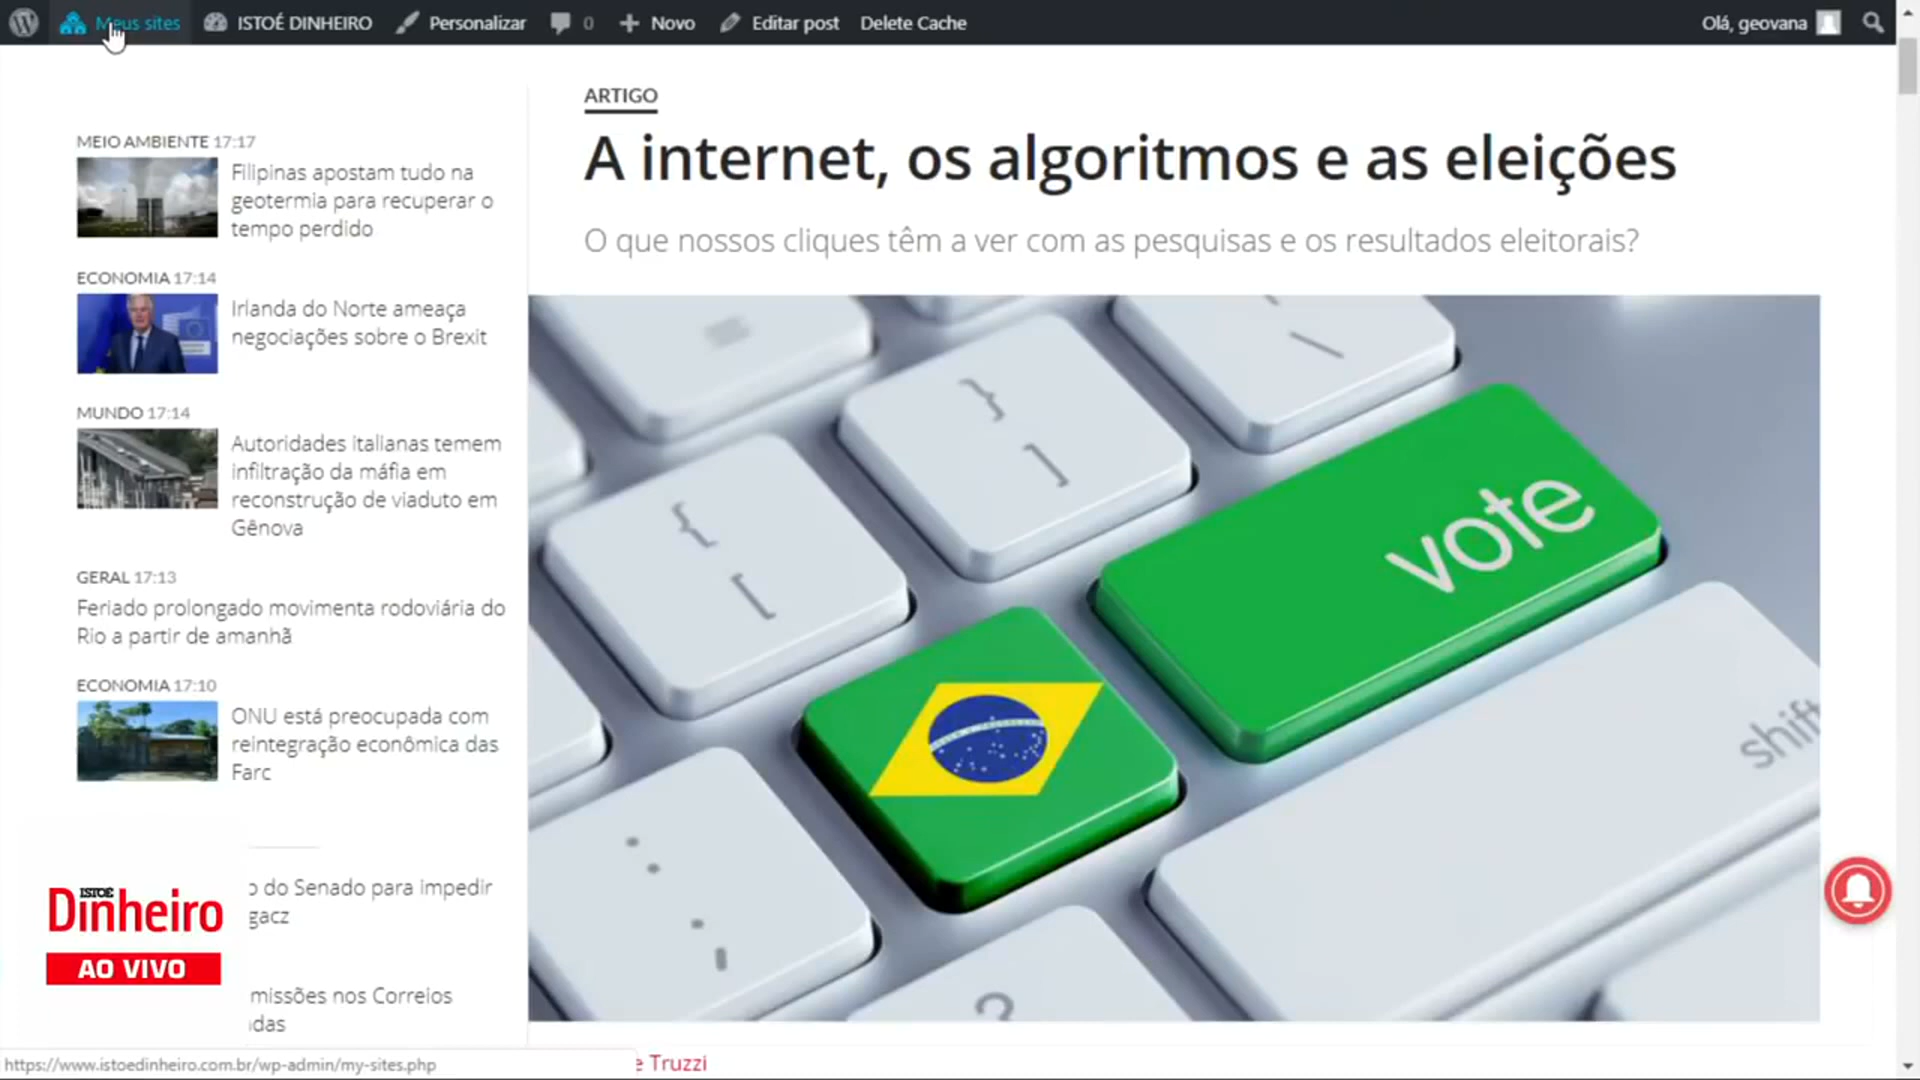 Meus sites
ISTOÉ DINHEIRO
Personalizar
0
Novo
Editar post
Delete Cache
Olá, geovana
MEIO AMBIENTE 17:17
Filipinas apostam tudo na
geotermia para recuperar o
tempo perdido
ECONOMIA 17:14
Irlanda do Norte ameaça
negociações sobre o Brexit
MUNDO 17:14
Autoridades italianas temem
infiltração da máfia em
reconstrução de viaduto em
Gênova
GERAL 17:13
Feriado prolongado movimenta rodoviária do
Rio a partir de amanhã
ECONOMIA 17:10
ONU está preocupada com
reintegração econômica das
Farc
o do Senado para impedir
gacz
missões nos Correios
das
ISTOÉ
Dinheiro
AO VIVO
https://www.istoedinheiro.com.br/wp-admin/my-sites.php
ARTIGO
A internet, os algoritmos e as eleições
O que nossos cliques têm a ver com as pesquisas e os resultados eleitorais?
} ]
{ [
vote
shift
?
e Truzzi